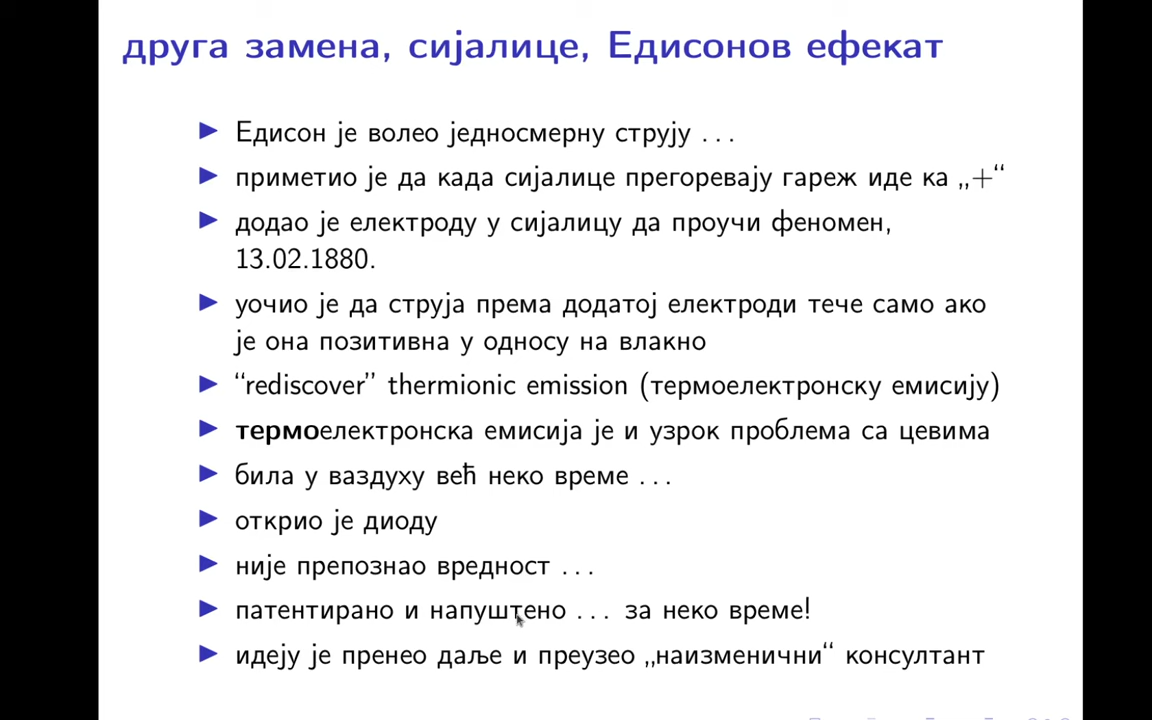 друга замена, сијалице, Едисонов ефекат
Едисон је волео једносмерну струју ...
приметио је да када сијалице прегоревају гареж иде ка „+“
додао је електроду у сијалицу да проучи феномен,
13.02.1880.
уочио је да струја према додатој електроди тече само ако
је она позитивна у односу на влакно
“rediscover” thermionic emission (термоелектронску емисију)
термоелектронска емисија је и узрок проблема са цевима
била у ваздуху већ неко време ...
открио је диоду
није препознао вредност ...
патентирано и напуштено ... за неко време!
идеју је пренео даље и преузео „наизменични“ консултант